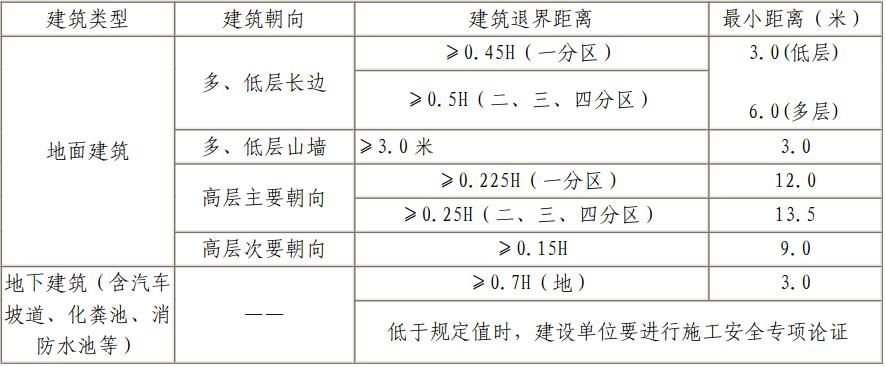 建筑类型 建筑朝向 建筑退界距离 最小距离（米）
地面建筑 多、低层长边 ≥0.45H（一分区） 3.0(低层)
≥0.5H（二、三、四分区） 6.0(多层)
多、低层山墙 ≥3.0米 3.0
高层主要朝向 ≥0.225H（一分区） 12.0
≥0.25H（二、三、四分区） 13.5
高层次要朝向 ≥0.15H 9.0
地下建筑（含汽车坡道、化粪池、消防水池等） —— ≥0.7H（地） 3.0
低于规定值时，建设单位要进行施工安全专项论证